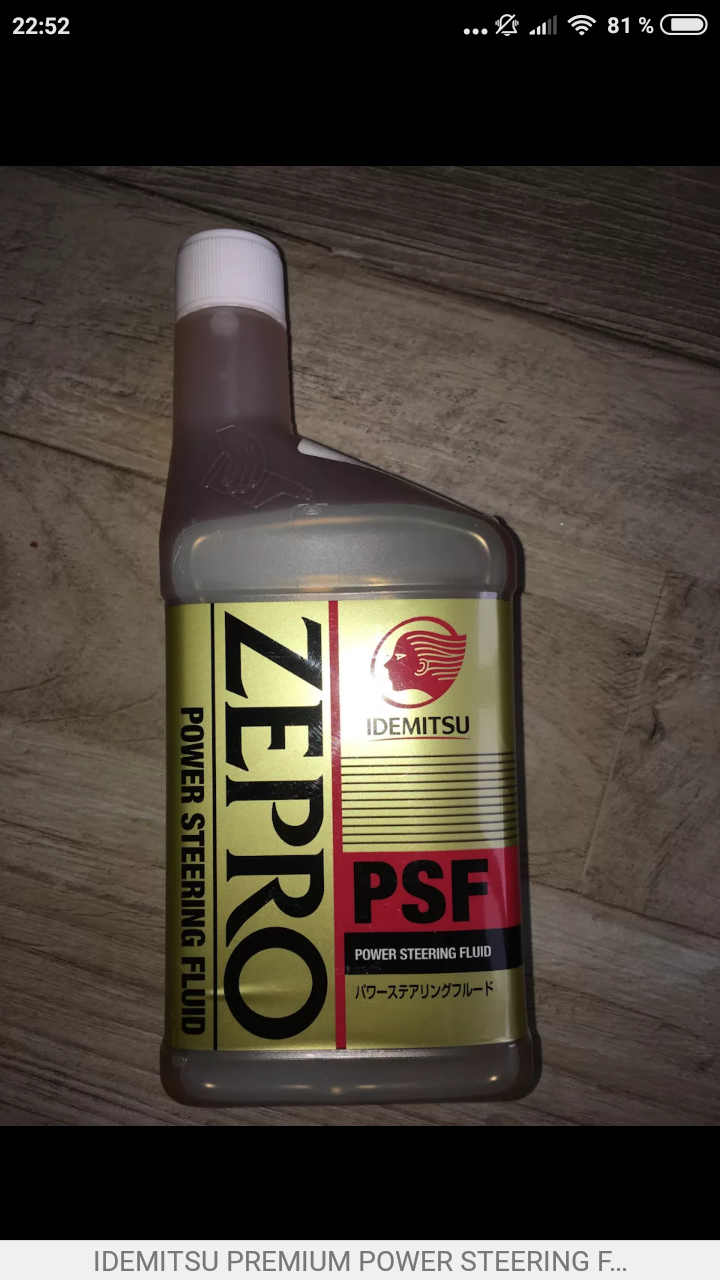 22:52
81 %
IDEMITSU
ZEPRO
POWER STEERING FLUID
PSF
POWER STEERING FLUID
パワーステアリングフルード
IDEMITSU PREMIUM POWER STEERING F...